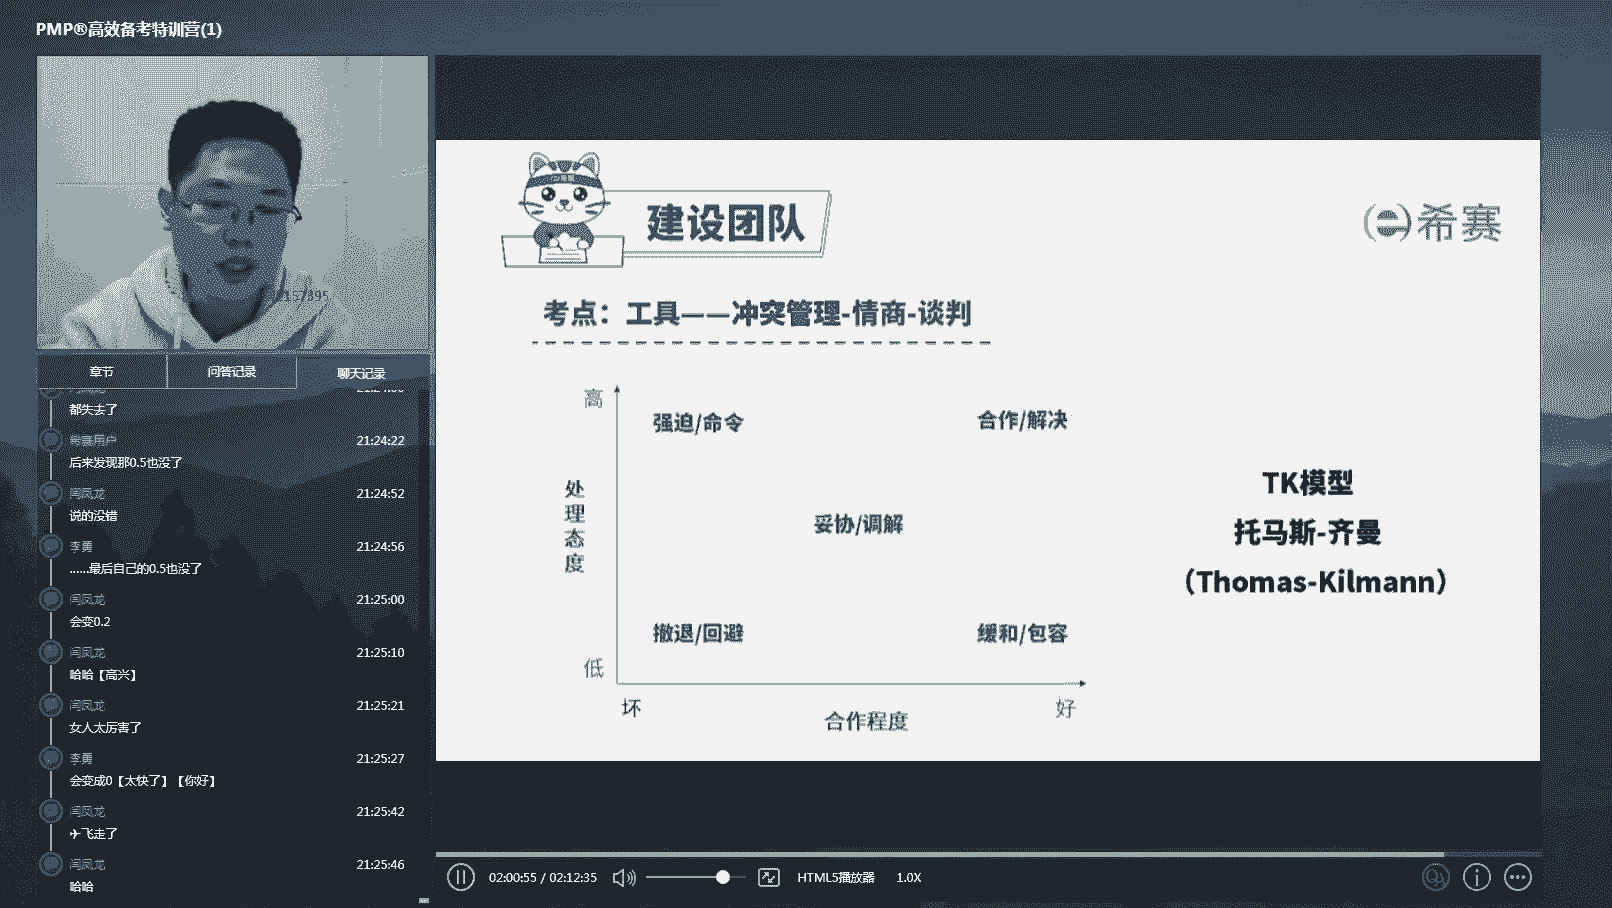 PMP®高效备考特训营(1)
157395
章节
问答记录
聊天记录
都失去了
希赛用户
21:24:22
后来发现那0.5也没了
闫凤龙
21:24:52
说的没错
李勇
21:24:56
......最后自己的0.5也没了
闫凤龙
21:25:00
会变0.2
闫凤龙
21:25:10
哈哈【高兴】
闫凤龙
21:25:21
女人太厉害了
李勇
21:25:27
会变成0【太快了】【你好】
闫凤龙
21:25:42
✈飞走了
闫凤龙
21:25:46
哈哈
建设团队
希赛
考点：工具——冲突管理-情商-谈判
高
强迫/命令
合作/解决
处理态度
妥协/调解
撤退/回避
缓和/包容
低
坏
合作程度
好
TK模型
托马斯-齐曼
（Thomas-Kilmann）
02:00:55 / 02:12:35
HTML5播放器
1.0X